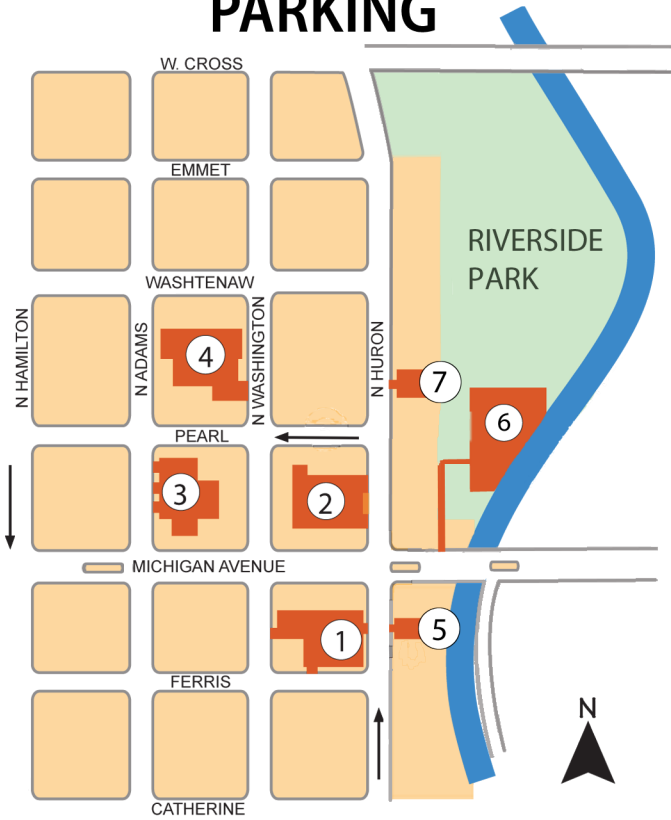 PARKING
W. CROSS
EMMET
RIVERSIDE
PARK
WASHTENAW
N HAMILTON
N ADAMS
N WASHINGTON
N HURON
4
7
6
PEARL
3
2
MICHIGAN AVENUE
1
5
FERRIS
N
CATHERINE